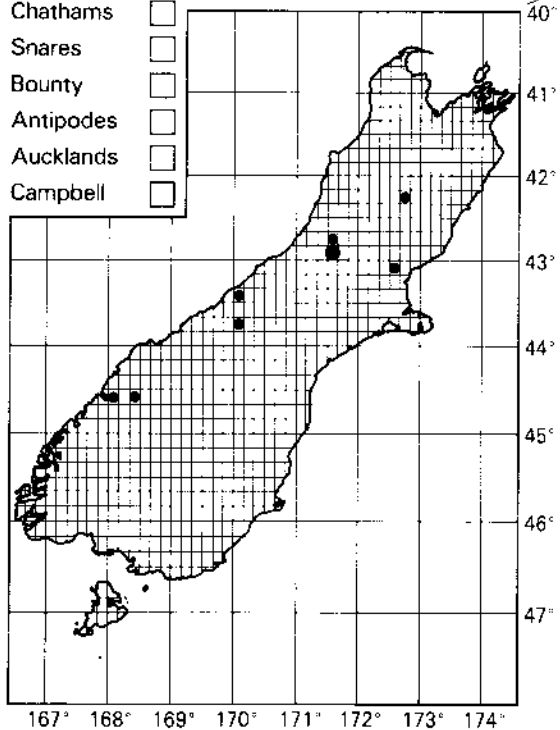 Chathams
Snares
Bounty
Antipodes
Aucklands
Campbell
40°
41°
42°
43°
44°
45°
46°
47°
167° 168° 169° 170° 171° 172° 173° 174°